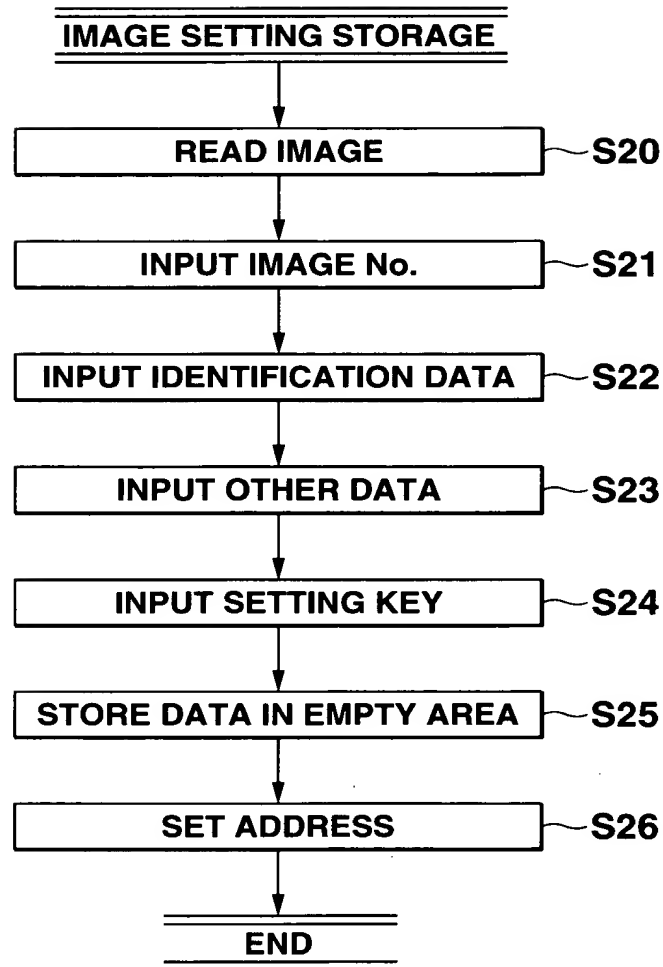 IMAGE SETTING STORAGE
READ IMAGE S20
INPUT IMAGE No. S21
INPUT IDENTIFICATION DATA S22
INPUT OTHER DATA S23
INPUT SETTING KEY S24
STORE DATA IN EMPTY AREA S25
SET ADDRESS S26
END